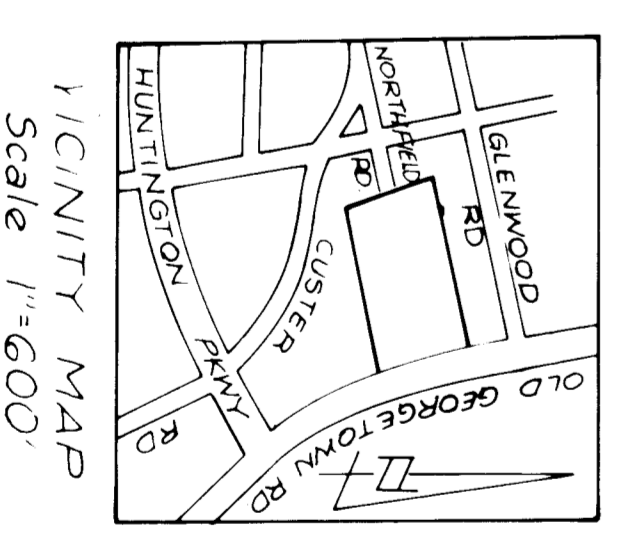 HUNTINGTON
PKWY
NORTHFIELD
RD
GLENWOOD
RD
CUSTER
RD
OLD GEORGETOWN RD
N
VICINITY MAP
Scale 1"=600'